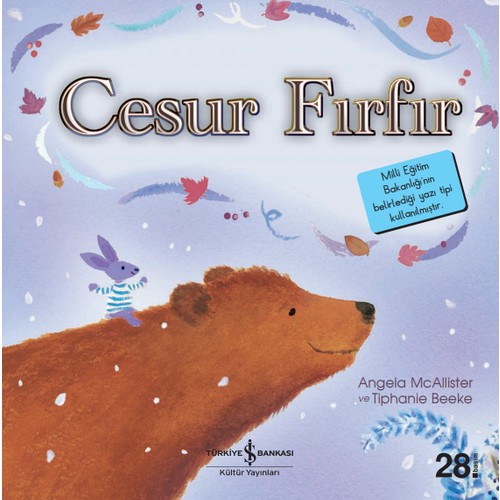 Cesur Fırfır
Milli Eğitim
Bakanlığı'nın
belirlediği yazı tipi
kullanılmıştır.
Angela McAllister
ve Tiphanie Beeke
TÜRKİYE İŞ BANKASI
Kültür Yayınları
28.
Basım